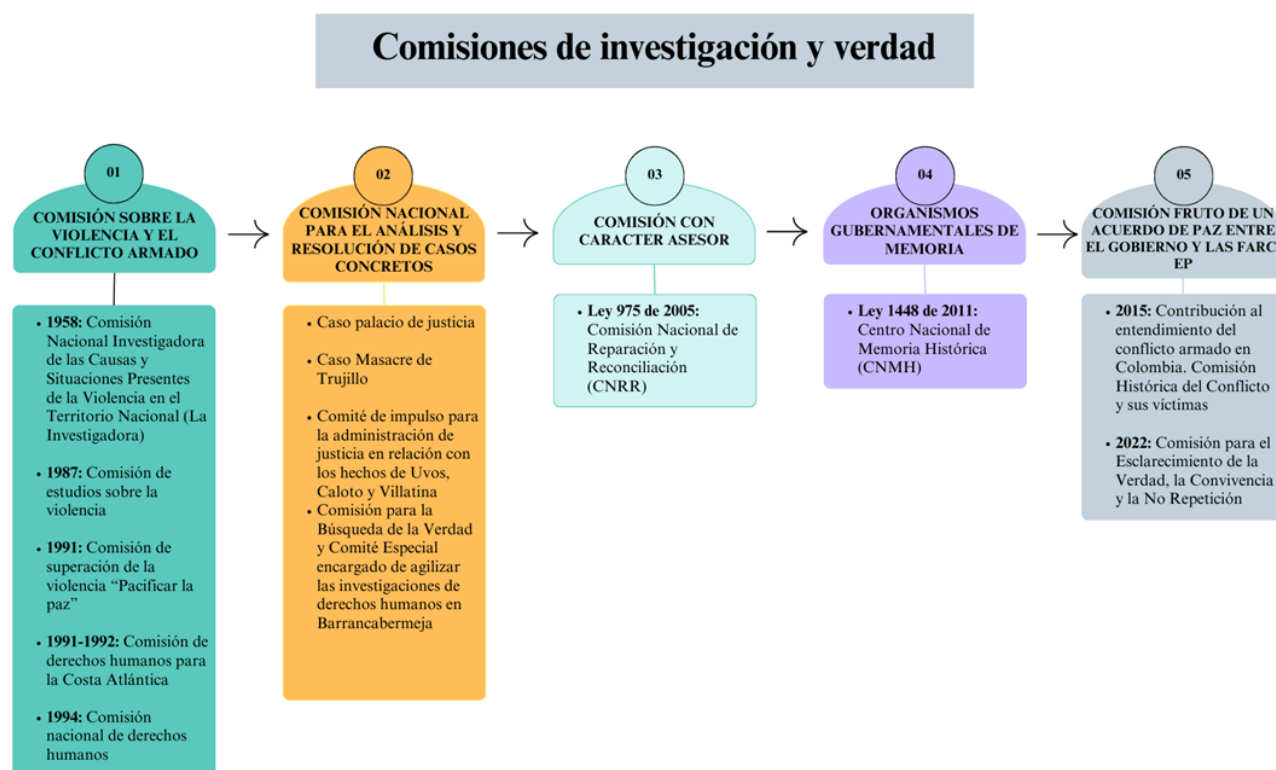 Comisiones de investigación y verdad
01
COMISIÓN SOBRE LA
VIOLENCIA Y EL
CONFLICTO ARMADO
• 1958: Comisión
Nacional Investigadora
de las Causas y
Situaciones Presentes
de la Violencia en el
Territorio Nacional (La
Investigadora)
• 1987: Comisión de
estudios sobre la
violencia
• 1991: Comisión de
superación de la
violencia “Pacificar la
paz”
• 1991-1992: Comisión de
derechos humanos para
la Costa Atlántica
• 1994: Comisión
nacional de derechos
humanos
02
COMISIÓN NACIONAL
PARA EL ANÁLISIS Y
RESOLUCIÓN DE CASOS
CONCRETOS
• Caso palacio de justicia
• Caso Masacre de
Trujillo
• Comité de impulso para
la administración de
justicia en relación con
los hechos de Uvos,
Caloto y Villatina
• Comisión para la
Búsqueda de la Verdad
y Comité Especial
encargado de agilizar
las investigaciones de
derechos humanos en
Barrancabermeja
03
COMISIÓN CON
CARACTER ASESOR
• Ley 975 de 2005:
Comisión Nacional de
Reparación y
Reconciliación
(CNRR)
04
ORGANISMOS
GUBERNAMENTALES DE
MEMORIA
• Ley 1448 de 2011:
Centro Nacional de
Memoria Histórica
(CNMH)
05
COMISIÓN FRUTO DE UN
ACUERDO DE PAZ ENTRE
EL GOBIERNO Y LAS FARC
EP
• 2015: Contribución al
entendimiento del
conflicto armado en
Colombia. Comisión
Histórica del Conflicto
y sus víctimas
• 2022: Comisión para el
Esclarecimiento de la
Verdad, la Convivencia
y la No Repetición